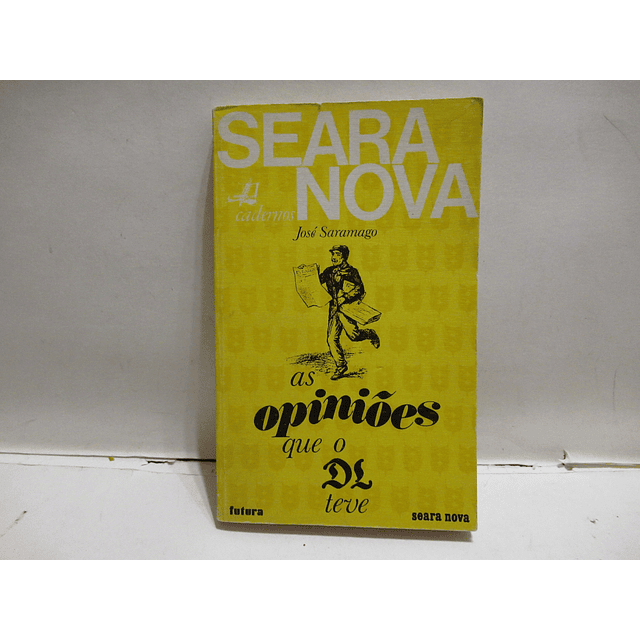 SEARA
NOVA
cadernos
José Saramago
as
opiniões
que o
DL
teve
futura
seara nova